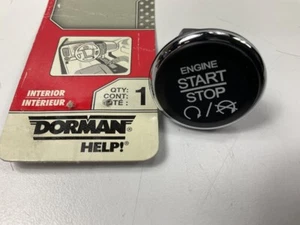 INTERIOR
INTÉRIEUR
QTY:
CONT:
QTÉ:
1
DORMAN
HELP!
ENGINE
START
STOP